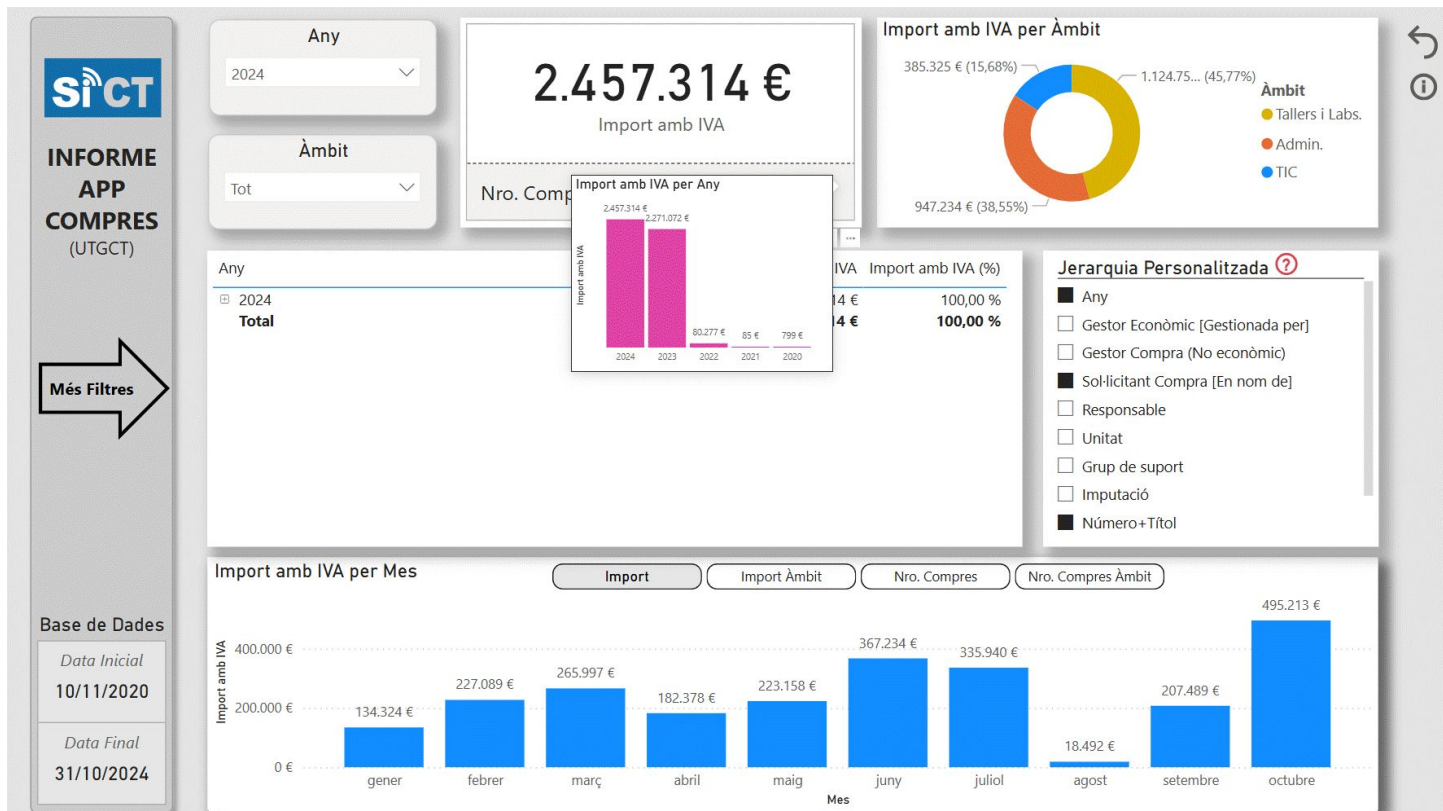 SiCT
INFORME
APP
COMPRES
(UTGCT)
Més Filtres
Base de Dades
Data Inicial
10/11/2020
Data Final
31/10/2024
Any
2024
Àmbit
Tot
2.457.314 €
Import amb IVA
Nro. Comp
Import amb IVA per Any
2.457.314 €
2.271.072 €
80.277 €
85 €
799 €
Import amb IVA
2024 2023 2022 2021 2020
Import amb IVA per Àmbit
385.325 € (15,68%)
1.124.75... (45,77%)
947.234 € (38,55%)
Àmbit
Tallers i Labs.
Admin.
TIC
Any IVA Import amb IVA (%)
2024 14 € 100,00 %
Total 14 € 100,00 %
Jerarquia Personalitzada ?
Any
Gestor Econòmic [Gestionada per]
Gestor Compra (No econòmic)
Sol·licitant Compra [En nom de]
Responsable
Unitat
Grup de suport
Imputació
Número+Títol
Import amb IVA per Mes
Import
Import Àmbit
Nro. Compres
Nro. Compres Àmbit
Import amb IVA
400.000 €
200.000 €
0 €
134.324 €
227.089 €
265.997 €
182.378 €
223.158 €
367.234 €
335.940 €
18.492 €
207.489 €
495.213 €
gener febrer març abril maig juny juliol agost setembre octubre
Mes